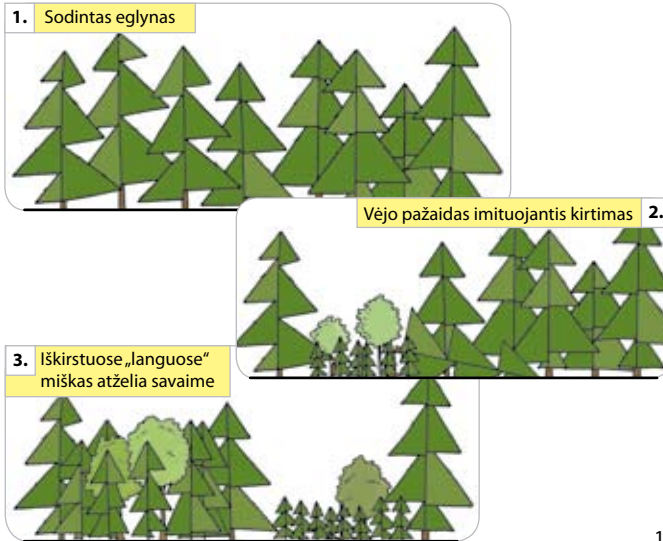 1. Sodintas eglynas
Vėjo pažaidas imituojantis kirtimas 2.
3. Iškirstuose „languose“
miškas atželia savaime
1